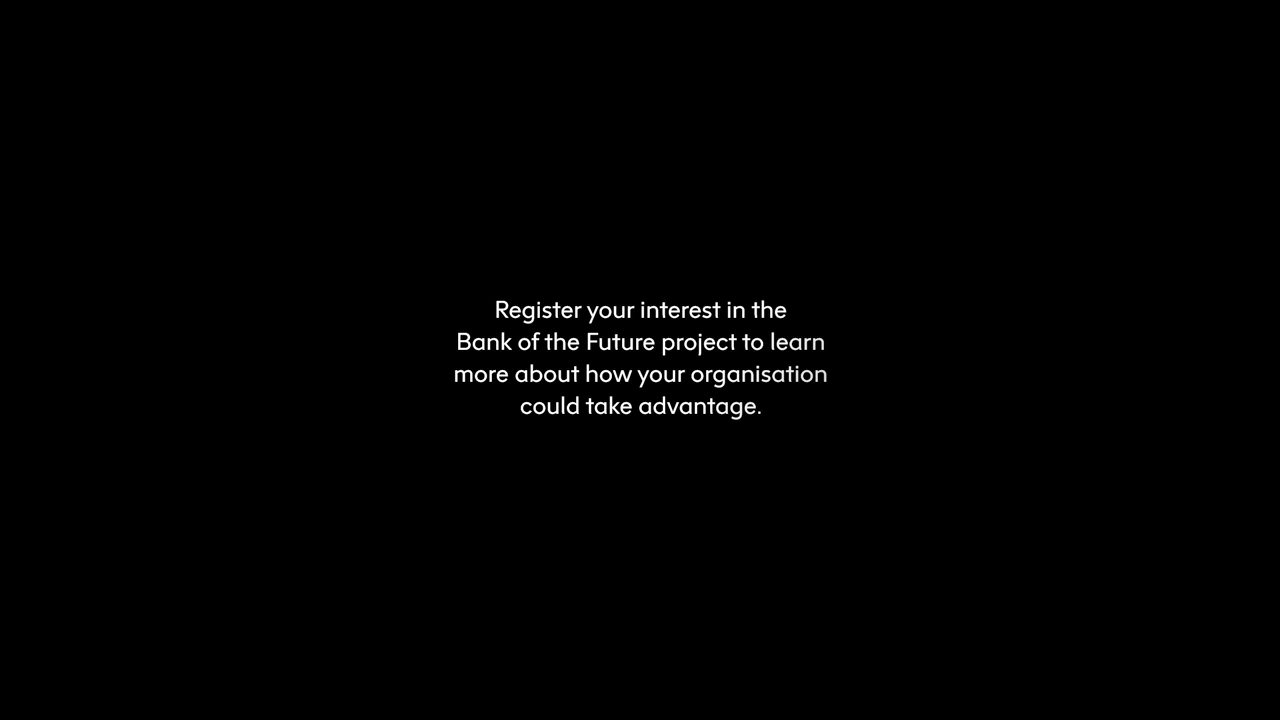 Register your interest in the
Bank of the Future project to learn
more about how your organisation
could take advantage.